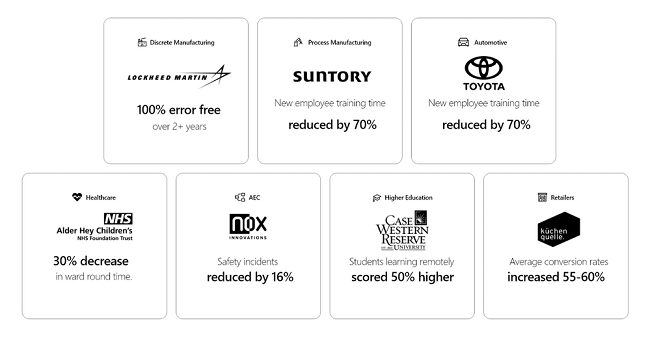 Discrete Manufacturing
LOCKHEED MARTIN
100% error free
over 2+ years
Process Manufacturing
SUNTORY
New employee training time
reduced by 70%
Automotive
TOYOTA
New employee training time
reduced by 70%
Healthcare
NHS
Alder Hey Children's
NHS Foundation Trust
30% decrease
in ward round time.
AEC
nox
INNOVATIONS
Safety incidents
reduced by 16%
Higher Education
CASE
WESTERN
RESERVE
UNIVERSITY
Students learning remotely
scored 50% higher
Retailers
küchen
quelle.
Average conversion rates
increased 55-60%